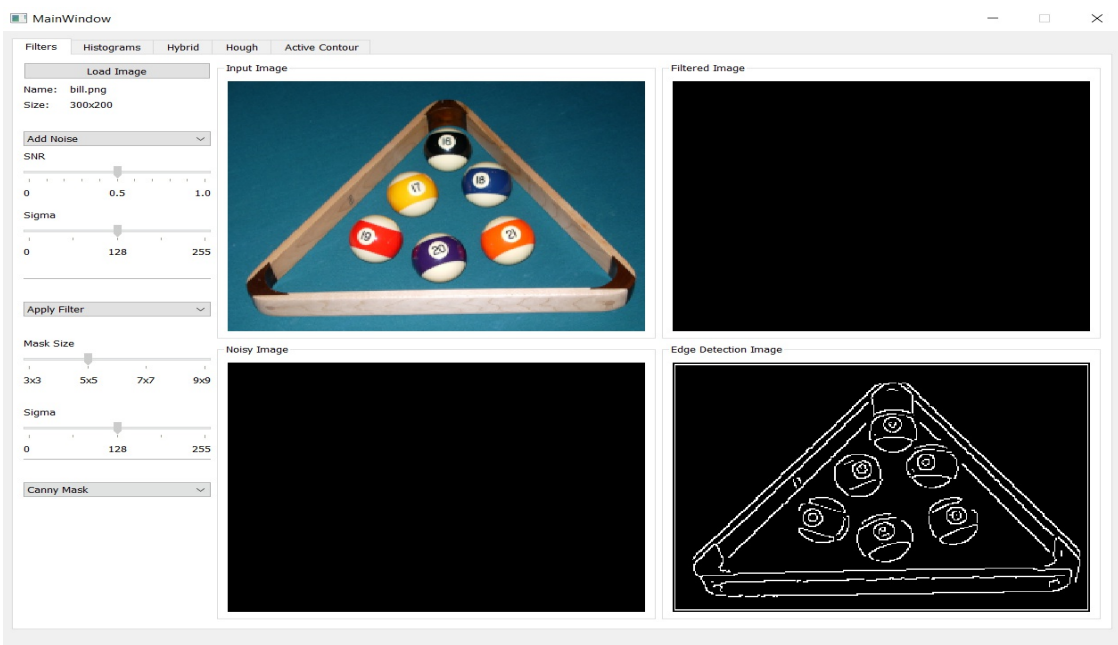 MainWindow
Filters Histograms Hybrid Hough Active Contour
Load Image
Name: bill.png
Size: 300x200
Add Noise
SNR
0 0.5 1.0
Sigma
0 128 255
Apply Filter
Mask Size
3x3 5x5 7x7 9x9
Sigma
0 128 255
Canny Mask
Input Image
16
17
18
19
20
21
Filtered Image
Noisy Image
Edge Detection Image